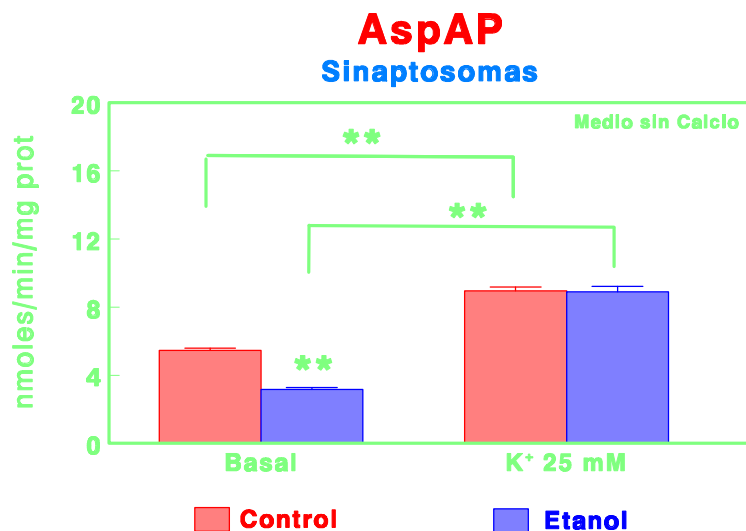 AspAP
Sinaptosomas
20
Medio sin Calcio
**
16
**
12
nmoles/min/mg prot
8
**
4
0
Basal
K⁺ 25 mM
Control
Etanol